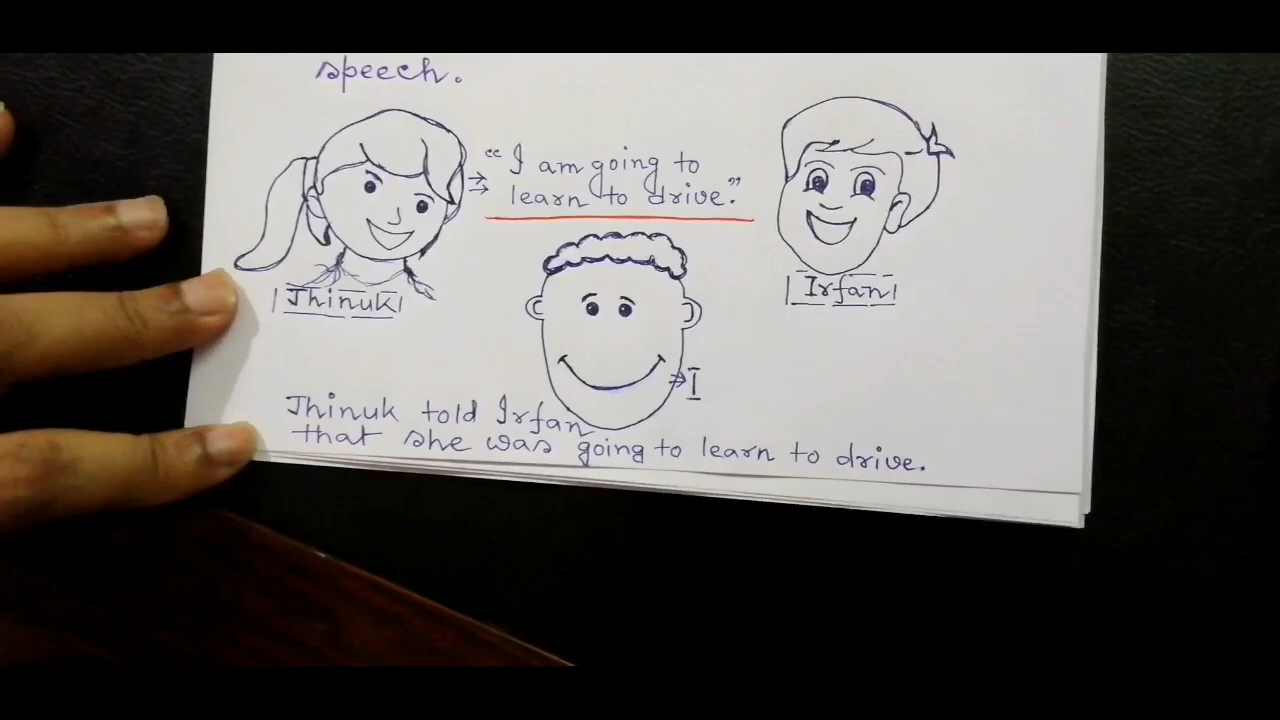 speech.
"I am going to
learn to drive."
Jhinuk
Irfan
I
Jhinuk told Irfan
that she was going to learn to drive.